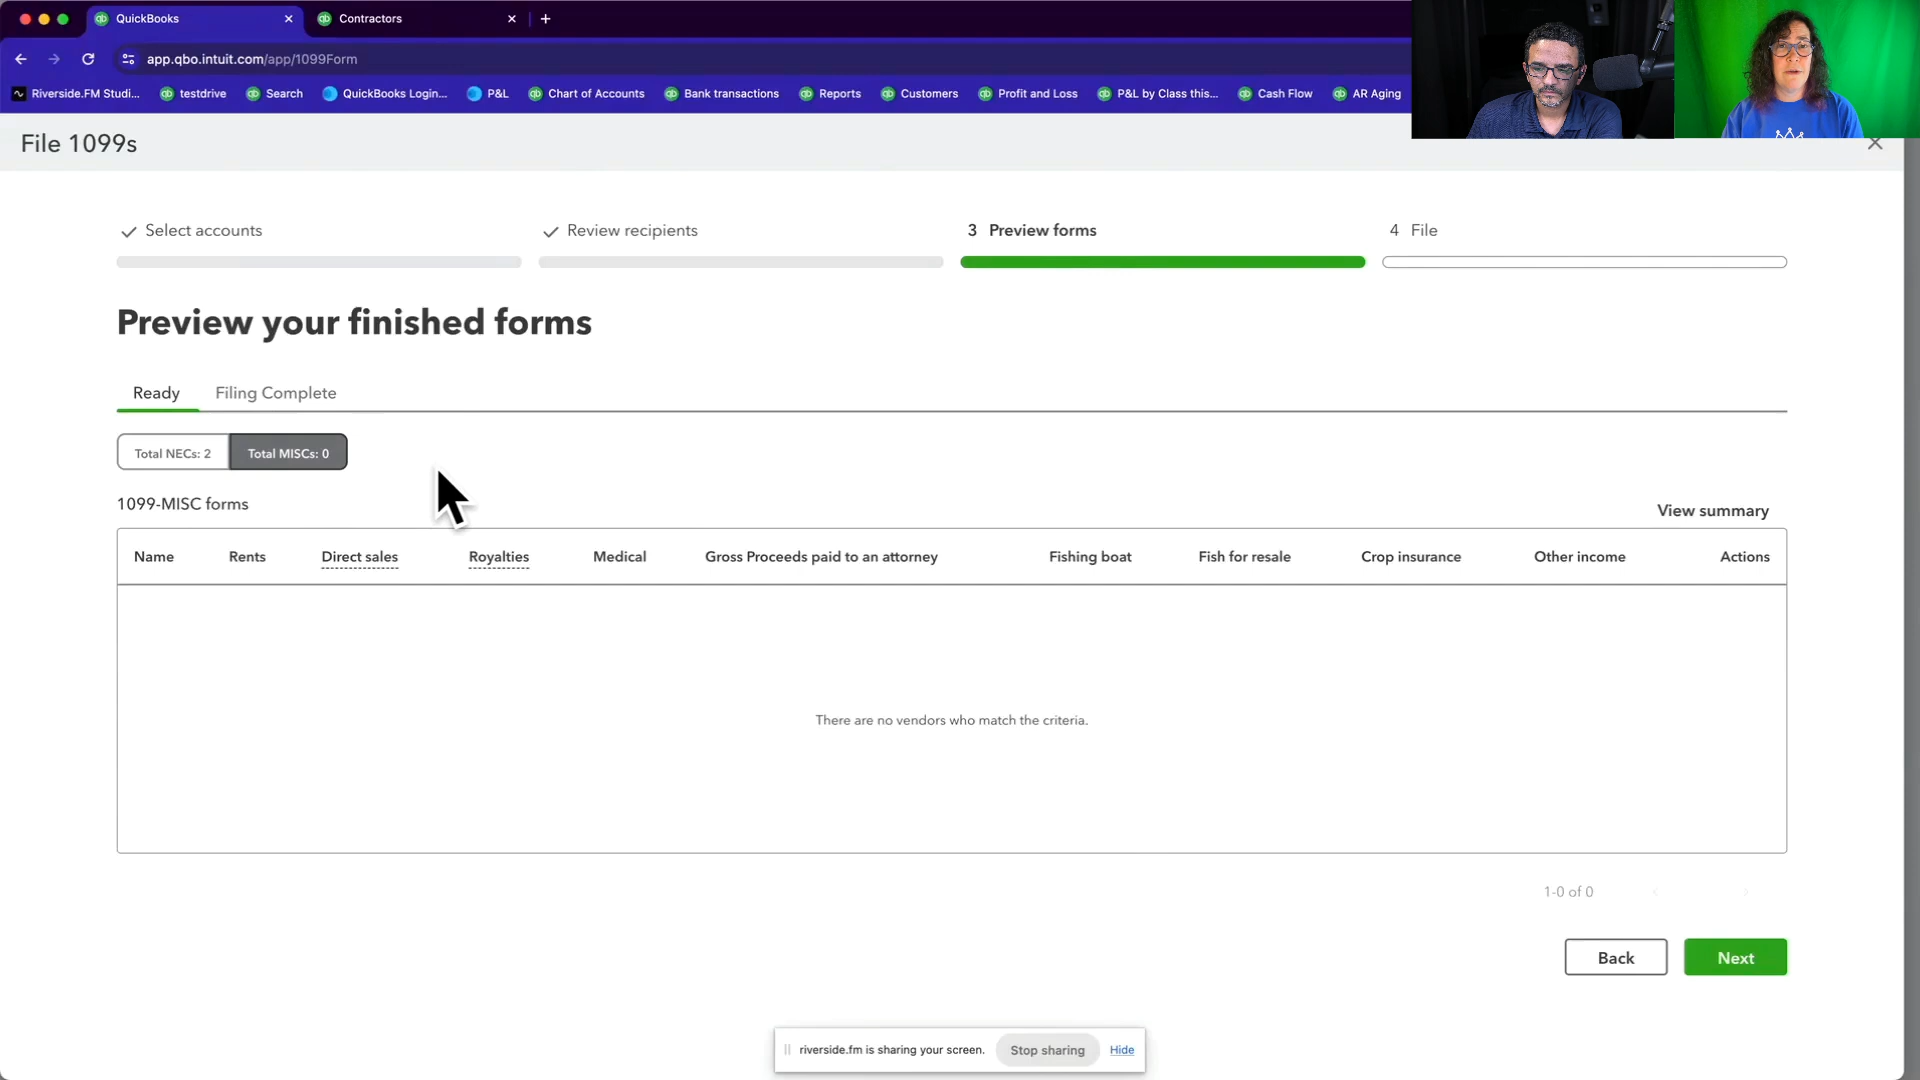 QuickBooks
Contractors
app.qbo.intuit.com/app/1099Form
Riverside.FM Studi...
testdrive
Search
QuickBooks Login...
P&L
Chart of Accounts
Bank transactions
Reports
Customers
Profit and Loss
P&L by Class this...
Cash Flow
AR Aging
File 1099s
Select accounts
Review recipients
3 Preview forms
4 File
Preview your finished forms
Ready
Filing Complete
Total NECs: 2
Total MISCs: 0
1099-MISC forms
View summary
Name
Rents
Direct sales
Royalties
Medical
Gross Proceeds paid to an attorney
Fishing boat
Fish for resale
Crop insurance
Other income
Actions
There are no vendors who match the criteria.
1-0 of 0
Back
Next
riverside.fm is sharing your screen.
Stop sharing
Hide